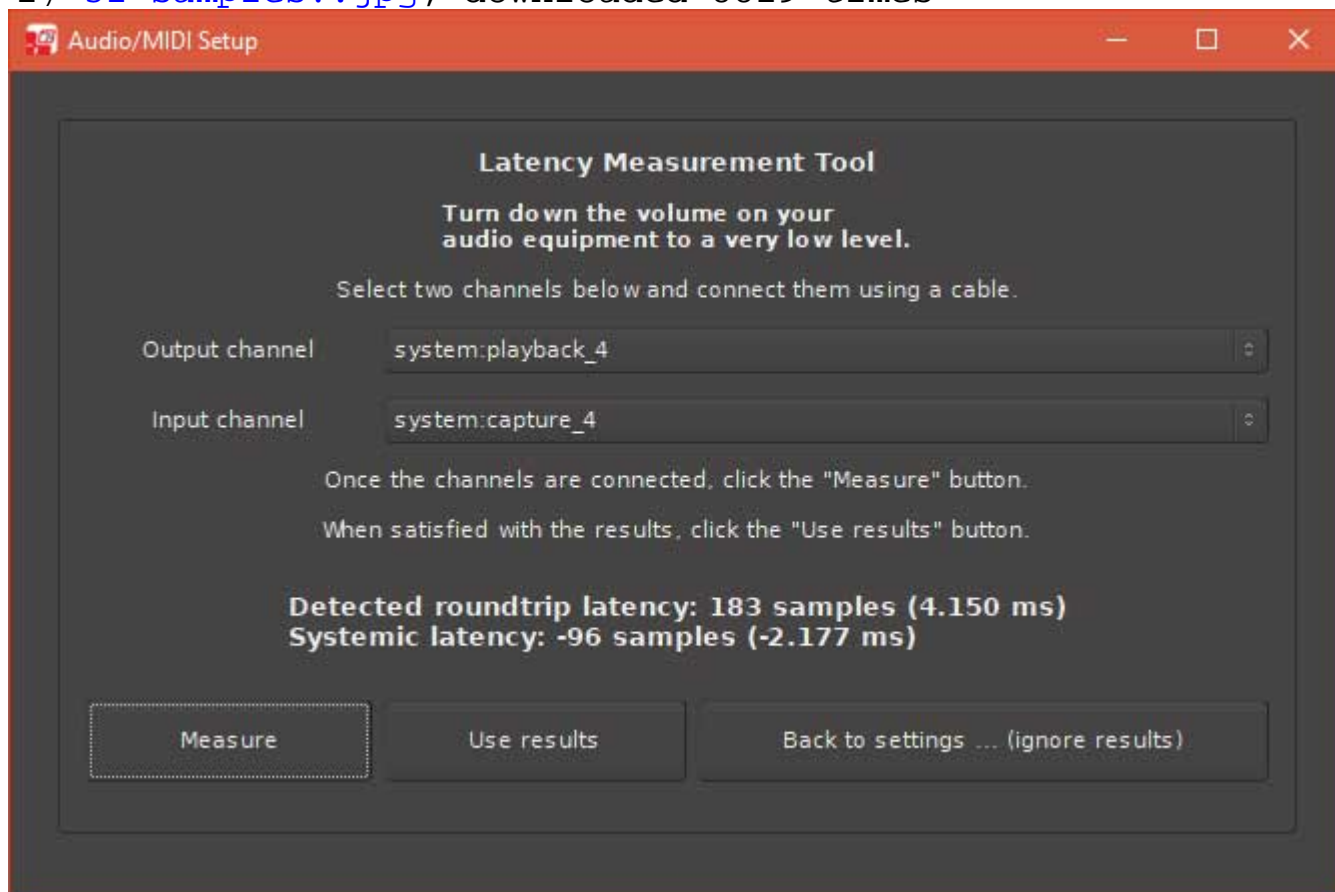 Audio/MIDI Setup
Latency Measurement Tool
Turn down the volume on your
audio equipment to a very low level.
Select two channels below and connect them using a cable.
Output channel system:playback_4
Input channel system:capture_4
Once the channels are connected, click the "Measure" button.
When satisfied with the results, click the "Use results" button.
Detected roundtrip latency: 183 samples (4.150 ms)
Systemic latency: -96 samples (-2.177 ms)
Measure Use results Back to settings ... (ignore results)